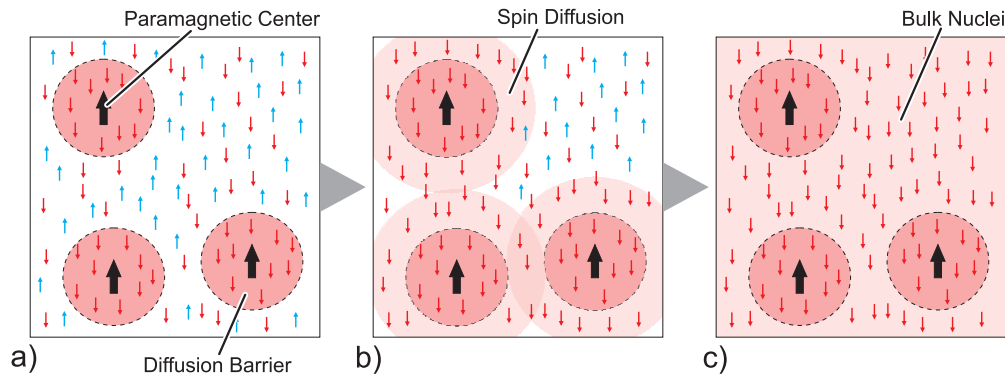 Paramagnetic Center
Spin Diffusion
Bulk Nuclei
a)
Diffusion Barrier
b)
c)